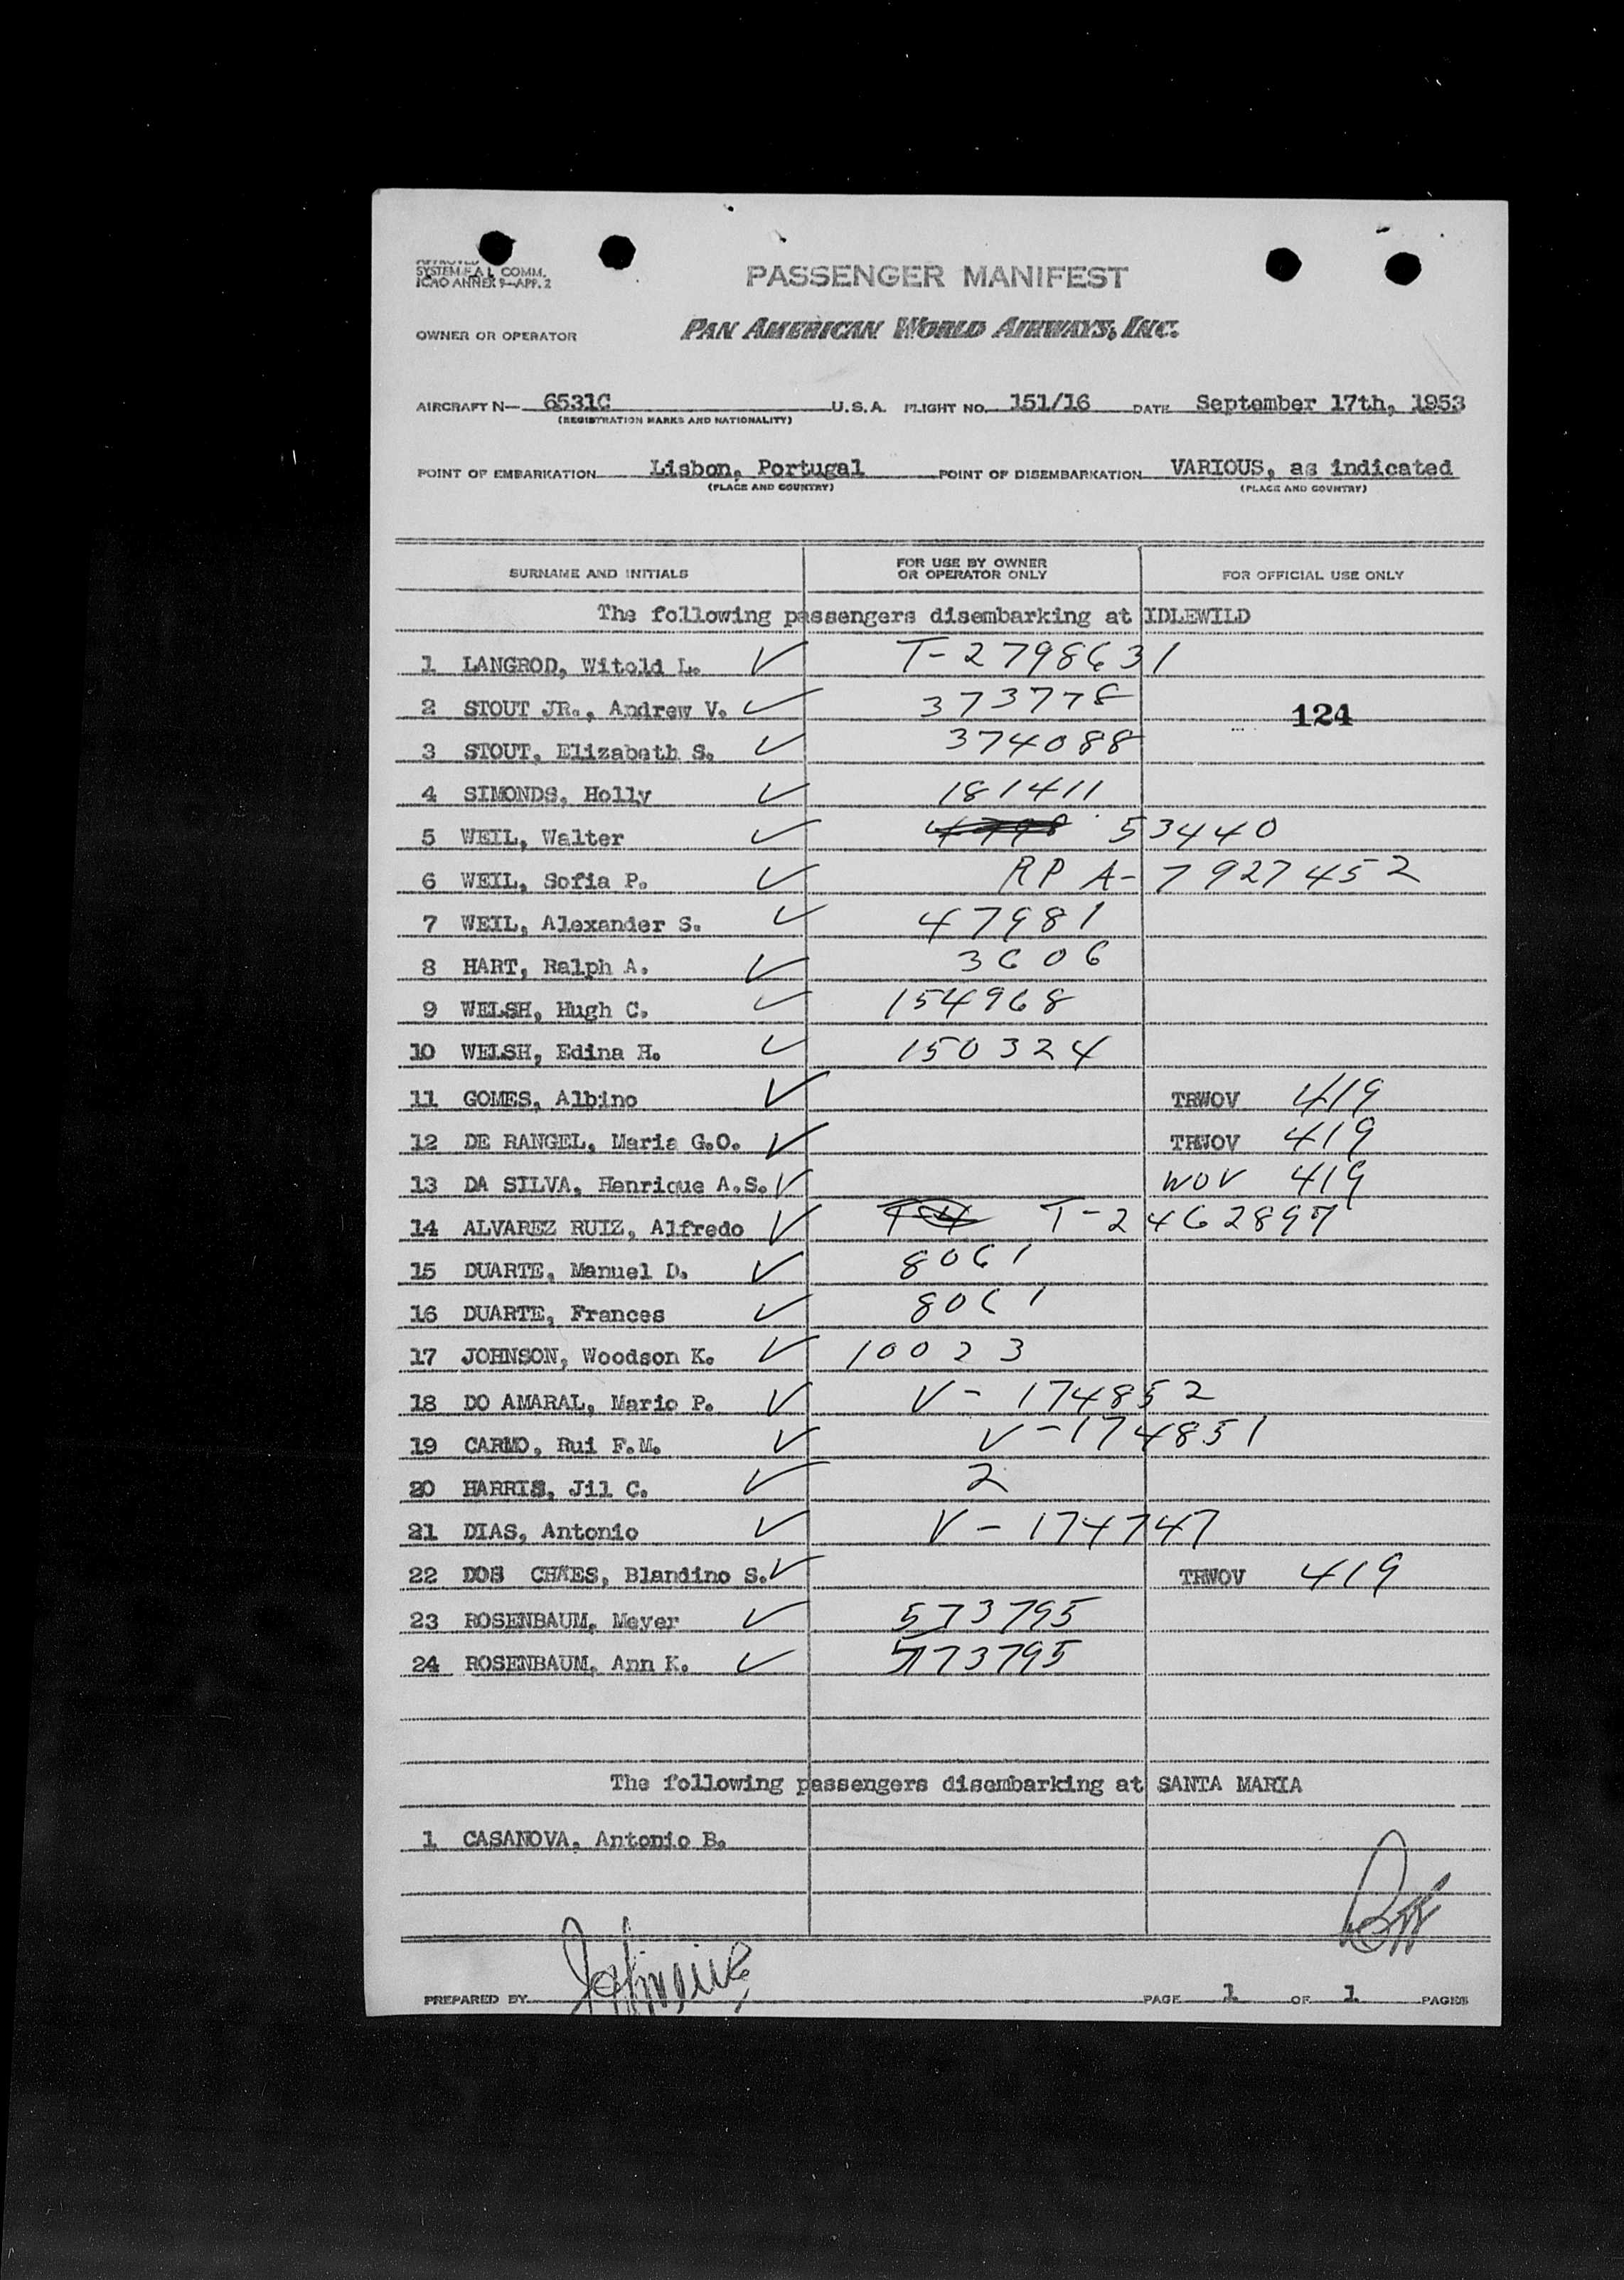 SYSTEM F.A.L. COMM.
ICAO ANNEX 9—APP. 2
PASSENGER MANIFEST
OWNER OR OPERATOR PAN AMERICAN WORLD AIRWAYS, INC.
AIRCRAFT N— 6531C U.S.A. FLIGHT NO. 151/16 DATE September 17th, 1953
(REGISTRATION MARKS AND NATIONALITY)
POINT OF EMBARKATION Lisbon, Portugal POINT OF DISEMBARKATION VARIOUS, as indicated
(PLACE AND COUNTRY) (PLACE AND COUNTRY)
SURNAME AND INITIALS FOR USE BY OWNER OR OPERATOR ONLY FOR OFFICIAL USE ONLY
The following passengers disembarking at IDLEWILD
1 LANGROD, Witold L. ✓ T-2798631
2 STOUT JR., Andrew V. ✓ 373778 124
3 STOUT, Elizabeth S. ✓ 374088
4 SIMONDS, Holly ✓ 181411
5 WEIL, Walter ✓ 53440
6 WEIL, Sofia P. ✓ RP A-7927452
7 WEIL, Alexander S. ✓ 47981
8 HART, Ralph A. ✓ 3606
9 WELSH, Hugh C. ✓ 154968
10 WELSH, Edina H. ✓ 150324
11 GOMES, Albino ✓ TRWOV 419
12 DE RANGEL, Maria G.O. ✓ TRWOV 419
13 DA SILVA, Henrique A.S. ✓ WOV 419
14 ALVAREZ RUIZ, Alfredo ✓ T-2462897
15 DUARTE, Manuel D. ✓ 8061
16 DUARTE, Frances ✓ 8061
17 JOHNSON, Woodson K. ✓ 10023
18 DO AMARAL, Mario P. ✓ V-174852
19 CARMO, Rui F.M. ✓ V-174851
20 HARRIS, Jil C. ✓ 2
21 DIAS, Antonio ✓ V-174747
22 DOS CHAES, Blandino S. ✓ TRWOV 419
23 ROSENBAUM, Meyer ✓ 573795
24 ROSENBAUM, Ann K. ✓ 573795
The following passengers disembarking at SANTA MARIA
1 CASANOVA, Antonio B.
PREPARED BY PAGE 1 OF 1 PAGES